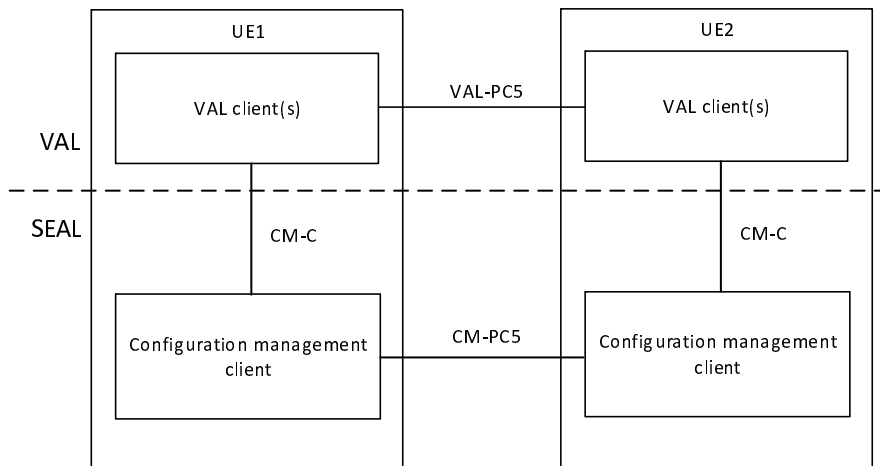 UE1
UE2
VAL client(s)
VAL-PC5
VAL client(s)
VAL
SEAL
CM-C
CM-C
Configuration management
client
CM-PC5
Configuration management
client